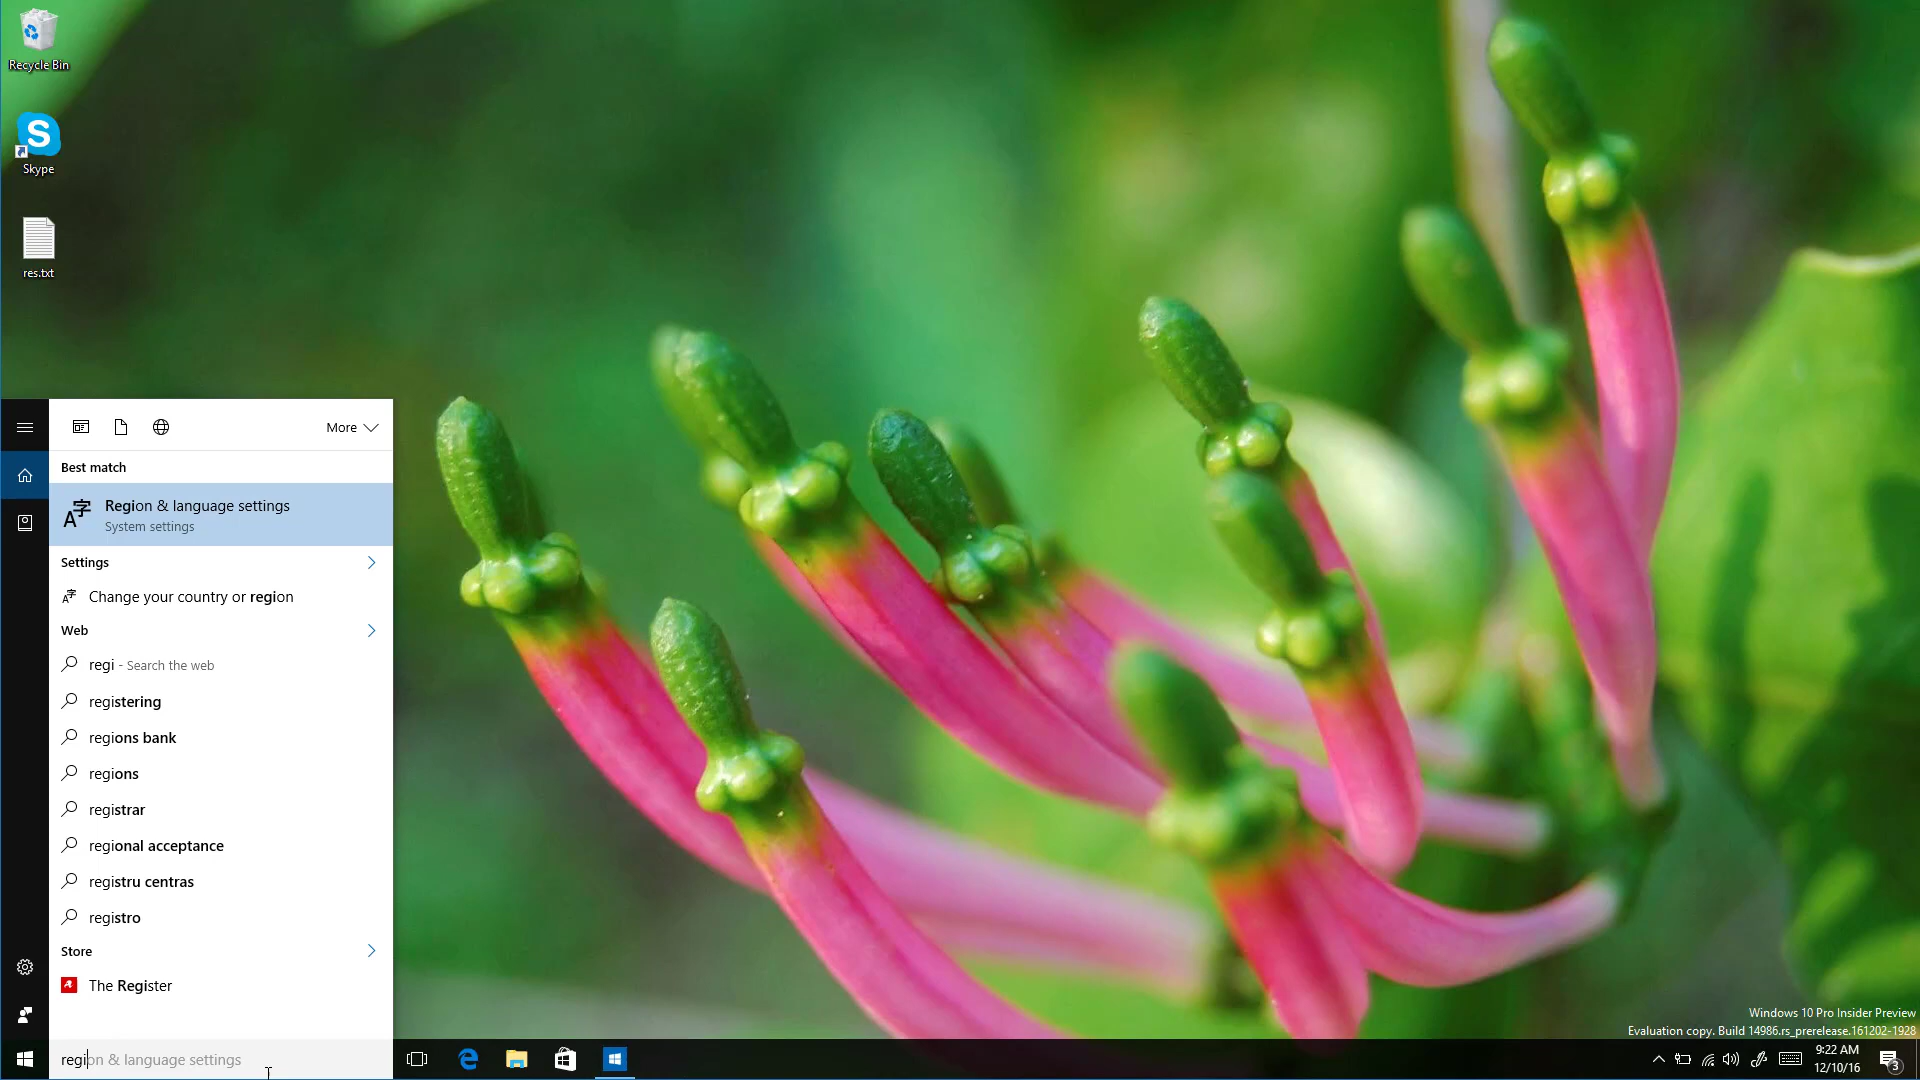 Recycle Bin
S
Skype
res.txt
More
Best match
A字
Region & language settings
System settings
Settings
Change your country or region
Web
regi - Search the web
registering
regions bank
regions
registrar
regional acceptance
registru centras
registro
Store
The Register
region & language settings
Windows 10 Pro Insider Preview
Evaluation copy. Build 14986.rs_prerelease.161202-1928
9:22 AM
12/10/16
3